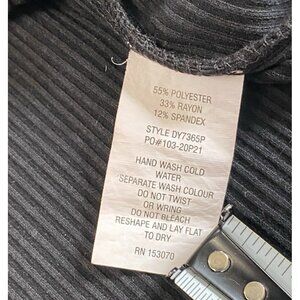 55% POLYESTER
33% RAYON
12% SPANDEX
STYLE DY7365P
PO#103-20P21
HAND WASH COLD
WATER
SEPARATE WASH COLOUR
DO NOT TWIST
OR WRING
DO NOT BLEACH
RESHAPE AND LAY FLAT
TO DRY
RN 153070